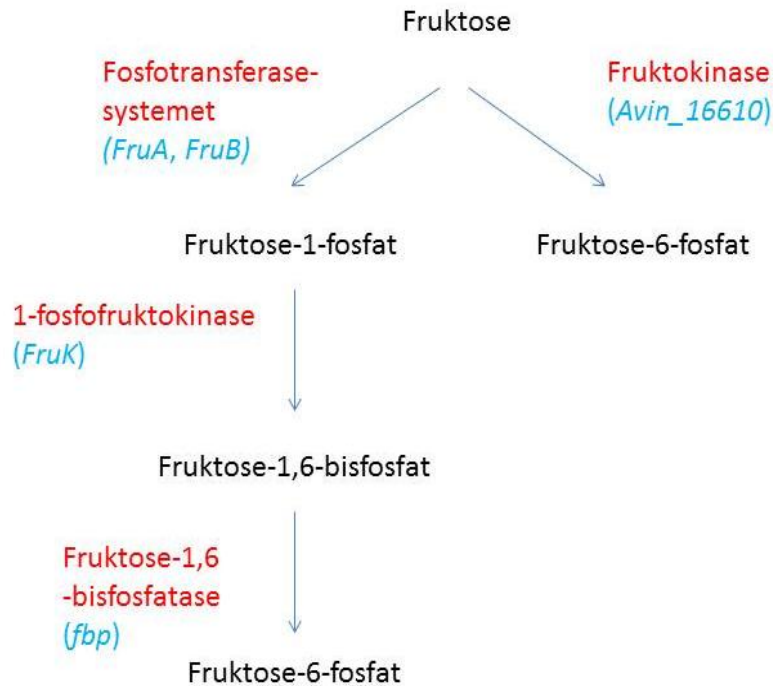 Fruktose
Fosfotransferase-
systemet
(FruA, FruB)
Fruktokinase
(Avin_16610)
Fruktose-1-fosfat
Fruktose-6-fosfat
1-fosfofruktokinase
(FruK)
Fruktose-1,6-bisfosfat
Fruktose-1,6
-bisfosfatase
(fbp)
Fruktose-6-fosfat